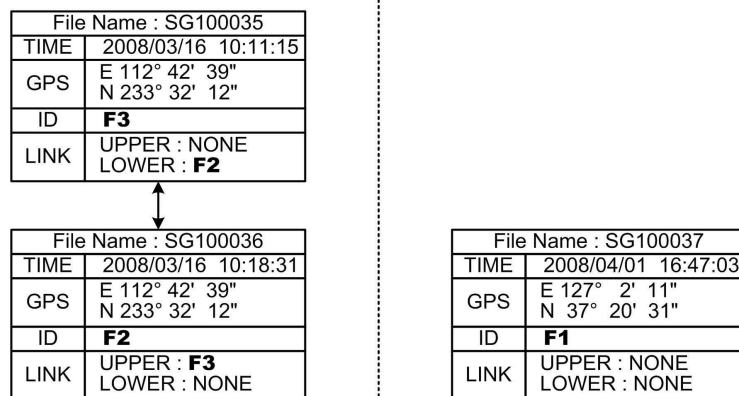 File Name : SG100035
TIME 2008/03/16 10:11:15
GPS E 112° 42' 39"
N 233° 32' 12"
ID F3
LINK UPPER : NONE
LOWER : F2
File Name : SG100036
TIME 2008/03/16 10:18:31
GPS E 112° 42' 39"
N 233° 32' 12"
ID F2
LINK UPPER : F3
LOWER : NONE
File Name : SG100037
TIME 2008/04/01 16:47:03
GPS E 127° 2' 11"
N 37° 20' 31"
ID F1
LINK UPPER : NONE
LOWER : NONE